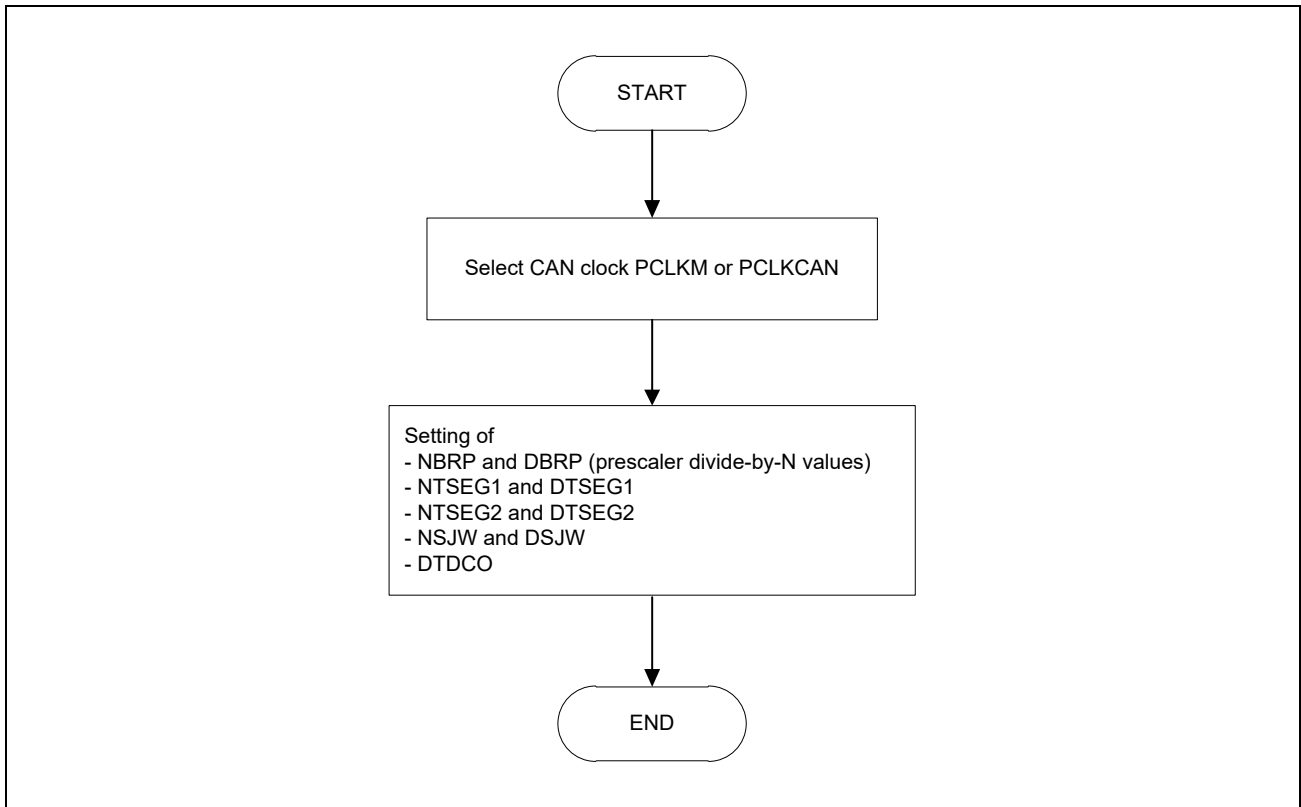 START
Select CAN clock PCLKM or PCLKCAN
Setting of
- NBRP and DBRP (prescaler divide-by-N values)
- NTSEG1 and DTSEG1
- NTSEG2 and DTSEG2
- NSJW and DSJW
- DTDCO
END